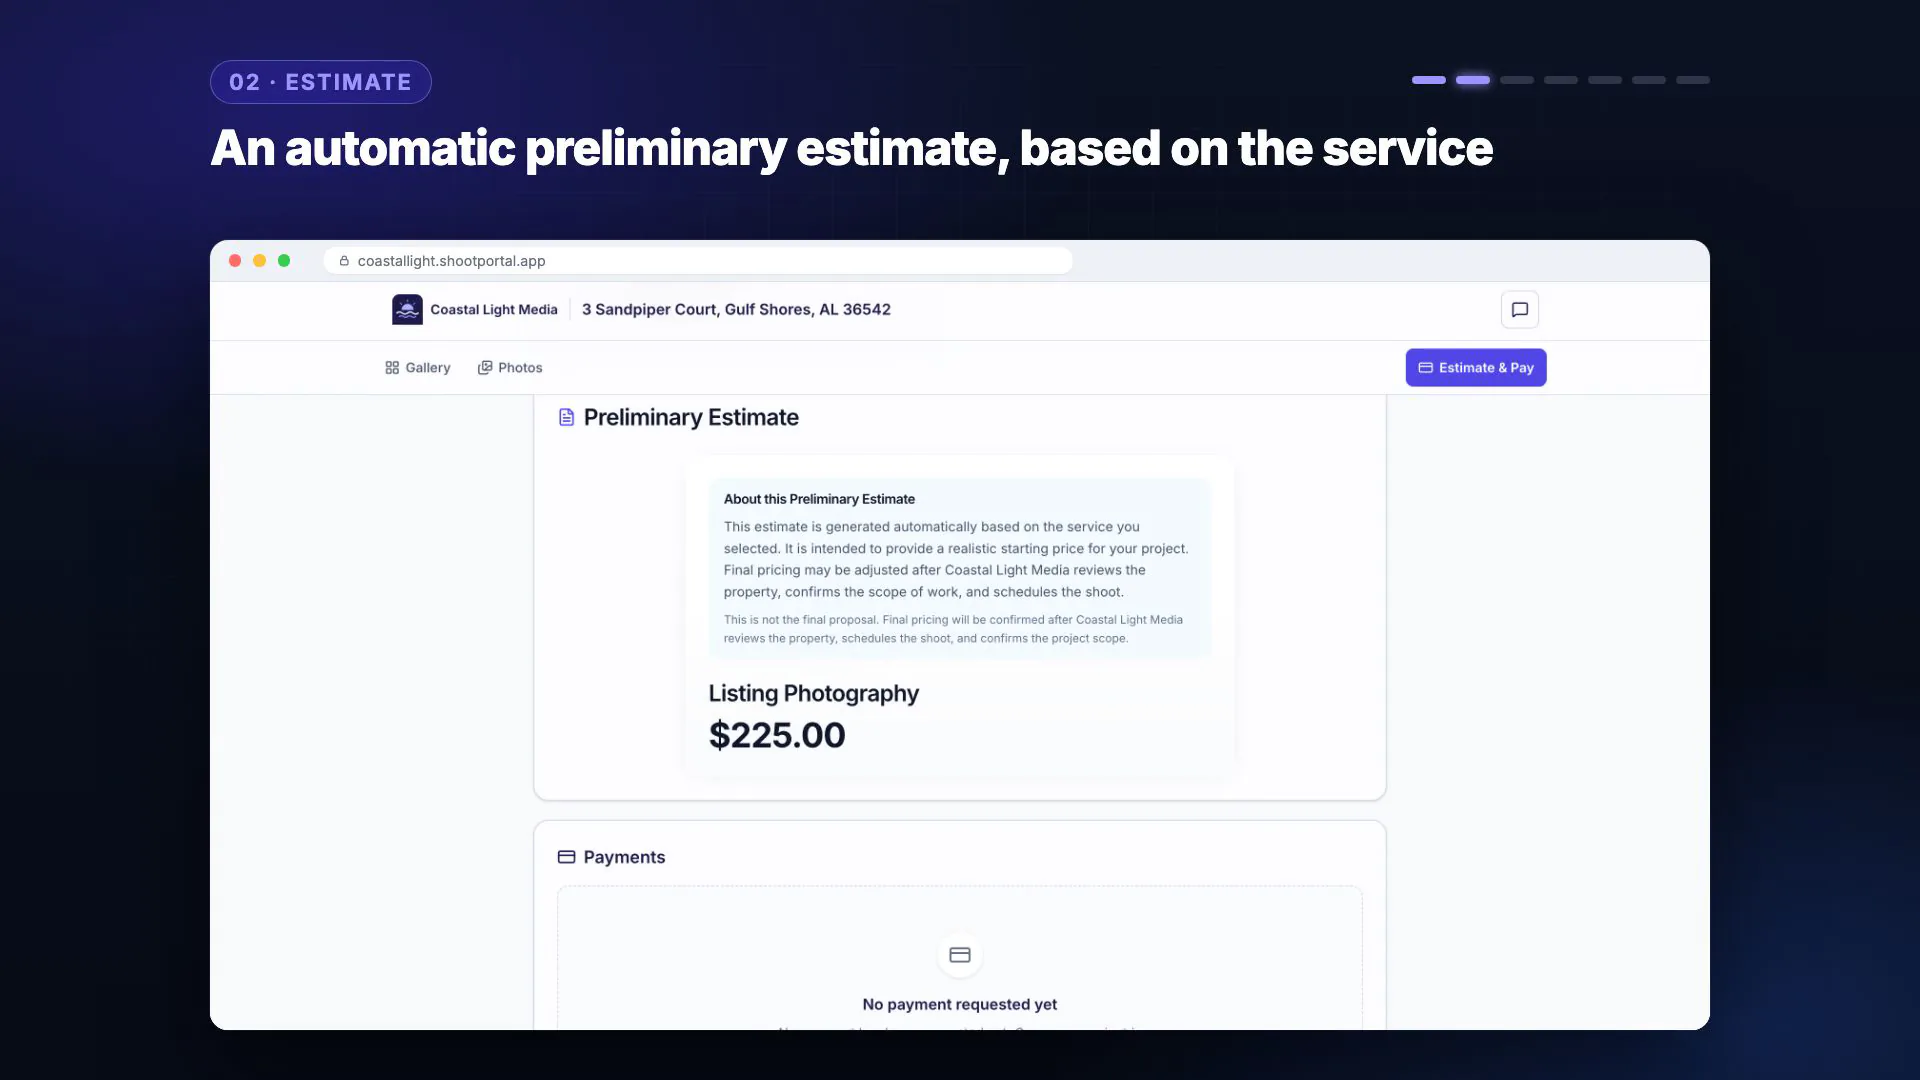 02 · ESTIMATE
An automatic preliminary estimate, based on the service
coastallight.shootportal.app
Coastal Light Media
3 Sandpiper Court, Gulf Shores, AL 36542
Gallery
Photos
Estimate & Pay
Preliminary Estimate
About this Preliminary Estimate
This estimate is generated automatically based on the service you
selected. It is intended to provide a realistic starting price for your project.
Final pricing may be adjusted after Coastal Light Media reviews the
property, confirms the scope of work, and schedules the shoot.
This is not the final proposal. Final pricing will be confirmed after Coastal Light Media
reviews the property, schedules the shoot, and confirms the project scope.
Listing Photography
$225.00
Payments
No payment requested yet